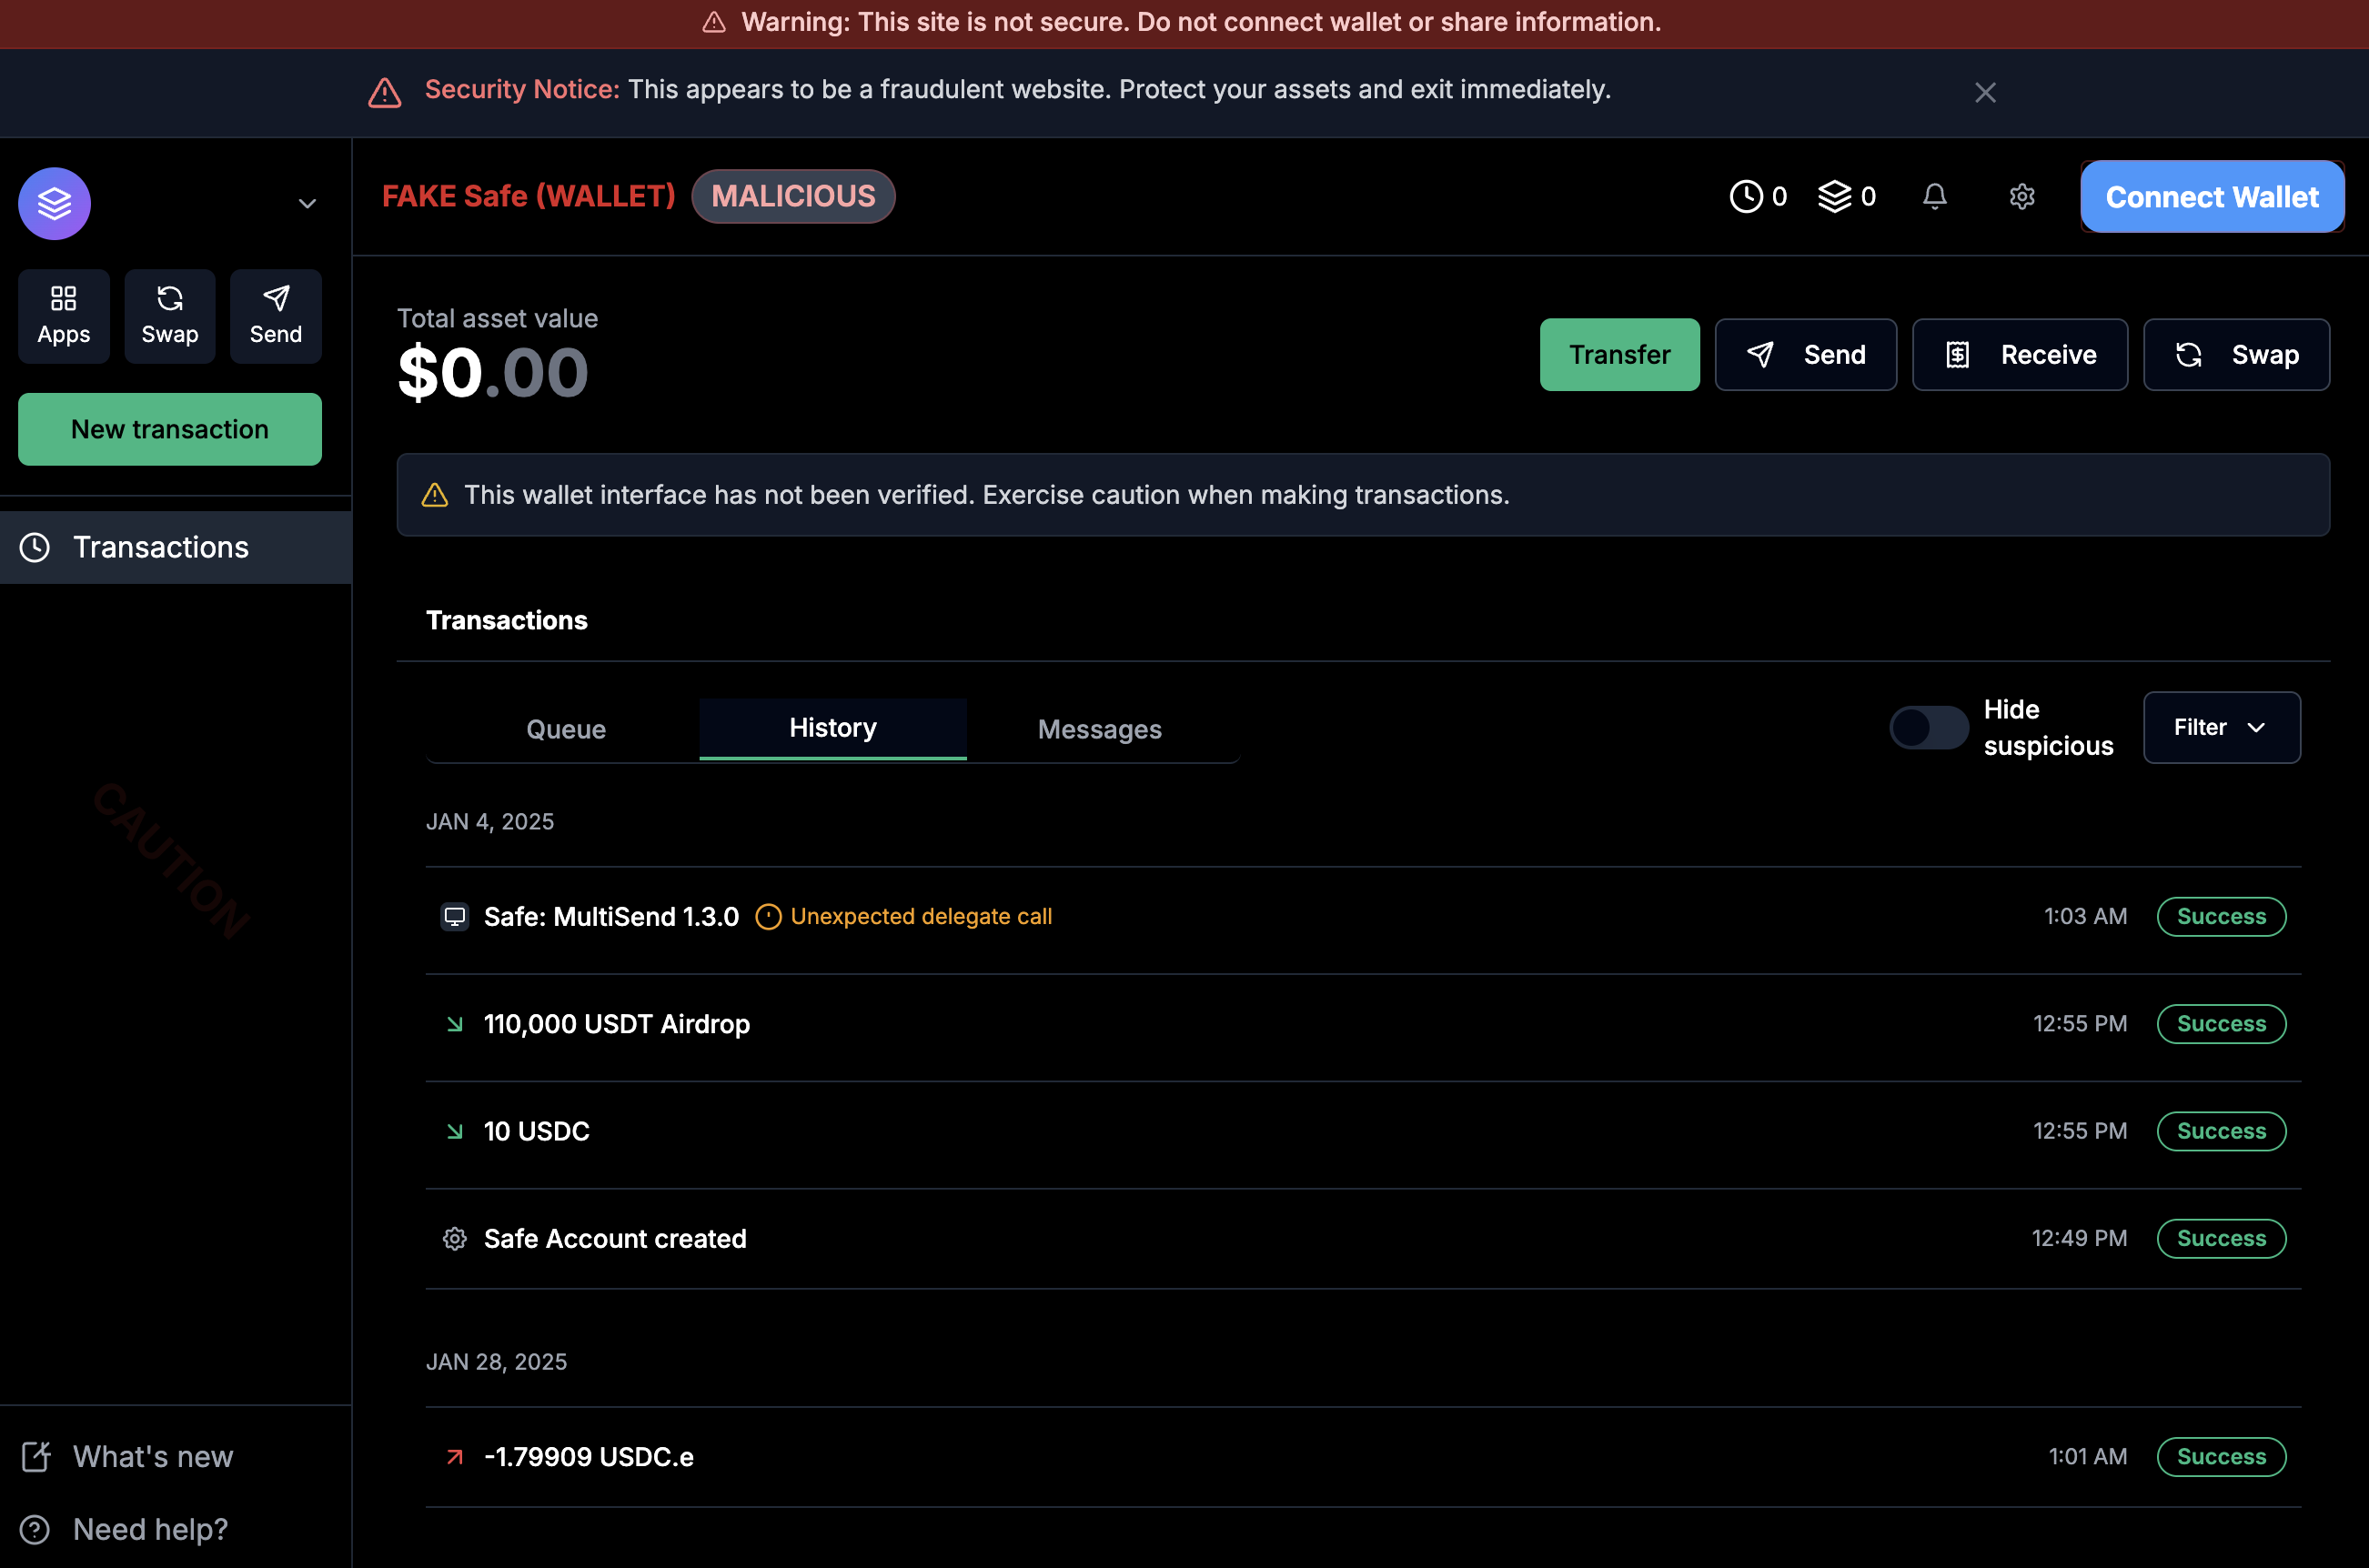 Warning: This site is not secure. Do not connect wallet or share information.
Security Notice: This appears to be a fraudulent website. Protect your assets and exit immediately.
FAKE Safe (WALLET) MALICIOUS 0 0 Connect Wallet
Apps Swap Send
New transaction
Transactions
CAUTION
What's new
Need help?
Total asset value
$0.00
Transfer Send Receive Swap
This wallet interface has not been verified. Exercise caution when making transactions.
Transactions
Queue History Messages
Hide
suspicious
Filter
JAN 4, 2025
Safe: MultiSend 1.3.0 Unexpected delegate call 1:03 AM Success
110,000 USDT Airdrop 12:55 PM Success
10 USDC 12:55 PM Success
Safe Account created 12:49 PM Success
JAN 28, 2025
-1.79909 USDC.e 1:01 AM Success